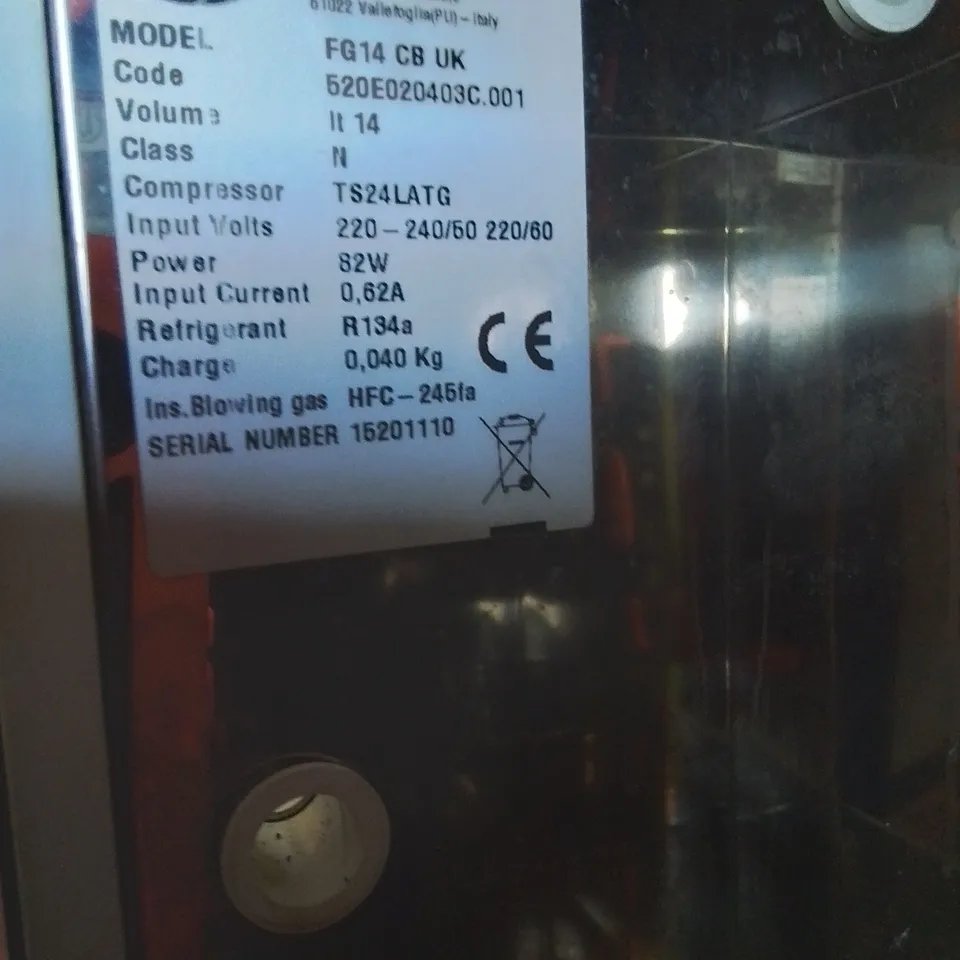 61022 Vallefoglia(PU) – Italy
MODEL FG14 CB UK
Code 520E020403C.001
Volume lt 14
Class N
Compressor TS24LATG
Input Volts 220 – 240/50 220/60
Power 82W
Input Current 0,62A
Refrigerant R134a
Charge 0,040 Kg
CE
Ins.Blowing gas HFC–245fa
SERIAL NUMBER 15201110